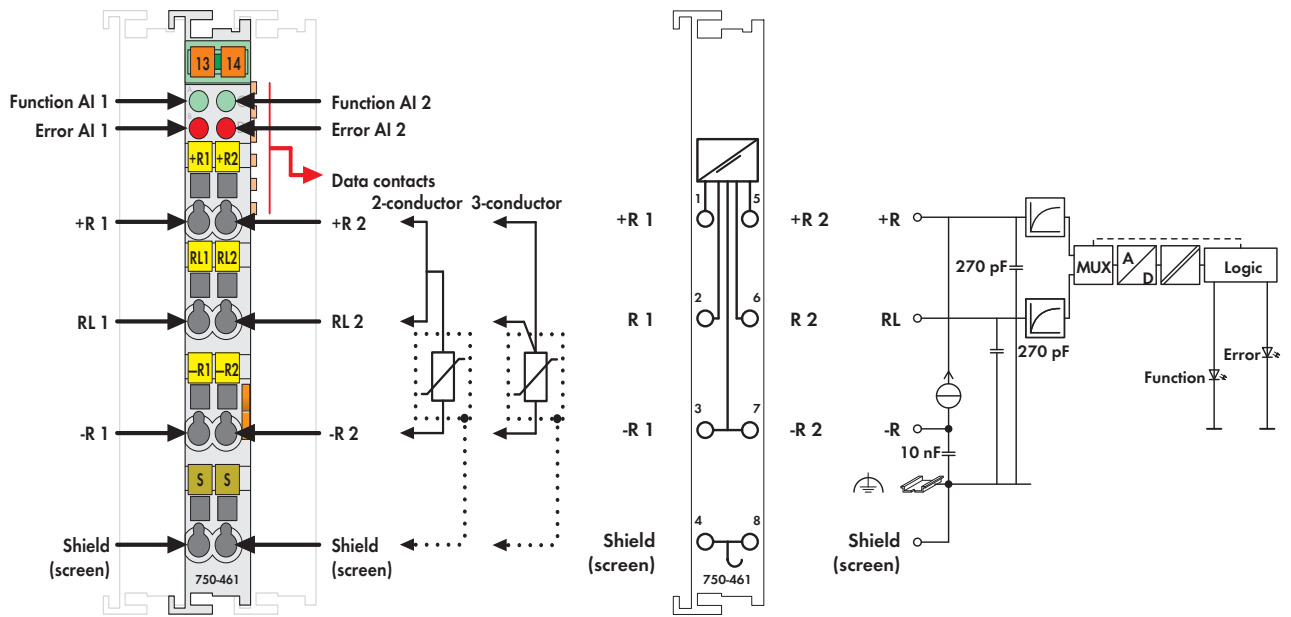 13 14
Function AI 1
Function AI 2
Error AI 1
Error AI 2
+R1 +R2
Data contacts
2-conductor 3-conductor
+R 1
+R 2
RL1 RL2
RL 1
RL 2
–R1 –R2
-R 1
-R 2
S S
Shield
(screen)
Shield
(screen)
750-461
1 5
+R 1
+R 2
2 6
R 1
R 2
3 7
-R 1
-R 2
4 8
Shield
(screen)
750-461
+R
270 pF
MUX
A
D
Logic
RL
270 pF
Error
Function
-R
10 nF
Shield
(screen)